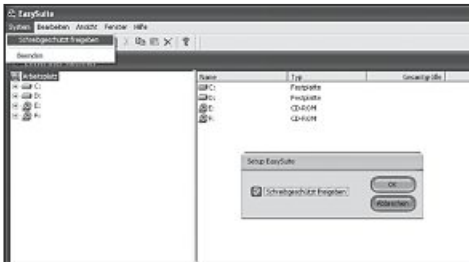 EasySuite
System Bearbeiten Ansicht Fenster Hilfe
Schreibgeschützt freigeben
Beenden
Arbeitsplatz
C:
D:
E:
F:
Name Typ Gesamtgröße
C: Festplatte
D: Festplatte
E: CD-ROM
F: CD-ROM
Setup EasySuite
Schreibgeschützt freigeben
OK
Abbrechen